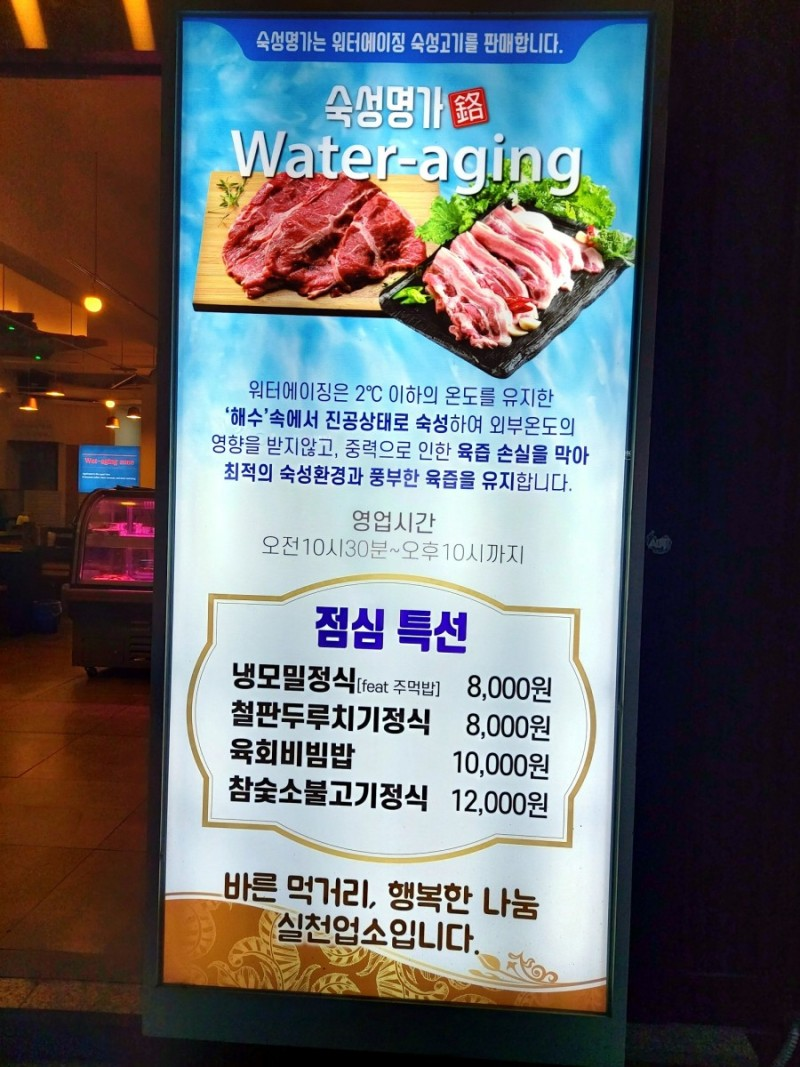 숙성명가는 워터에이징 숙성고기를 판매합니다.
숙성명가 鉻
Water-aging
워터에이징은 2℃ 이하의 온도를 유지한
‘해수’속에서 진공상태로 숙성하여 외부온도의
영향을 받지않고, 중력으로 인한 육즙 손실을 막아
최적의 숙성환경과 풍부한 육즙을 유지합니다.
영업시간
오전10시30분~오후10시까지
점심 특선
냉모밀정식[feat 주먹밥] 8,000원
철판두루치기정식 8,000원
육회비빔밥 10,000원
참숯소불고기정식 12,000원
바른 먹거리, 행복한 나눔
실천업소입니다.